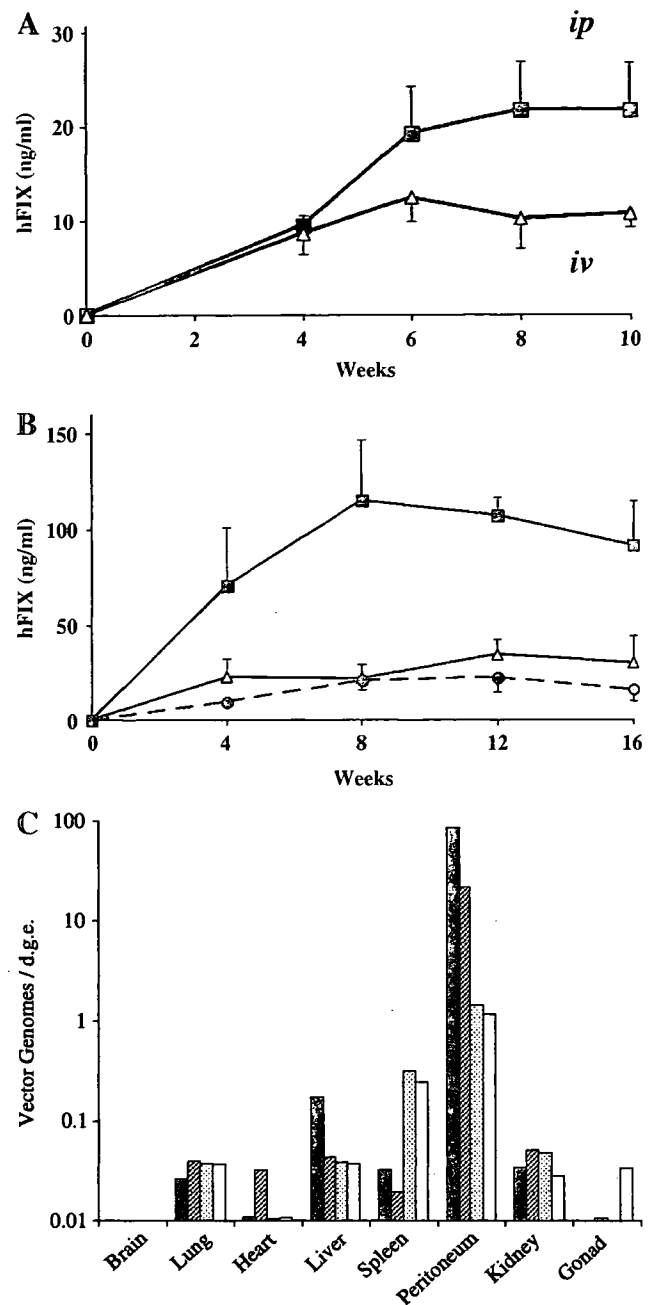 A
ip
30
20
10
0
hFIX (ng/ml)
iv
0 2 4 6 8 10
Weeks
B
150
100
50
0
hFIX (ng/ml)
0 4 8 12 16
Weeks
C
100
10
1
0.1
0.01
Vector Genomes / d.g.e.
Brain Lung Heart Liver Spleen Peritoneum Kidney Gonad